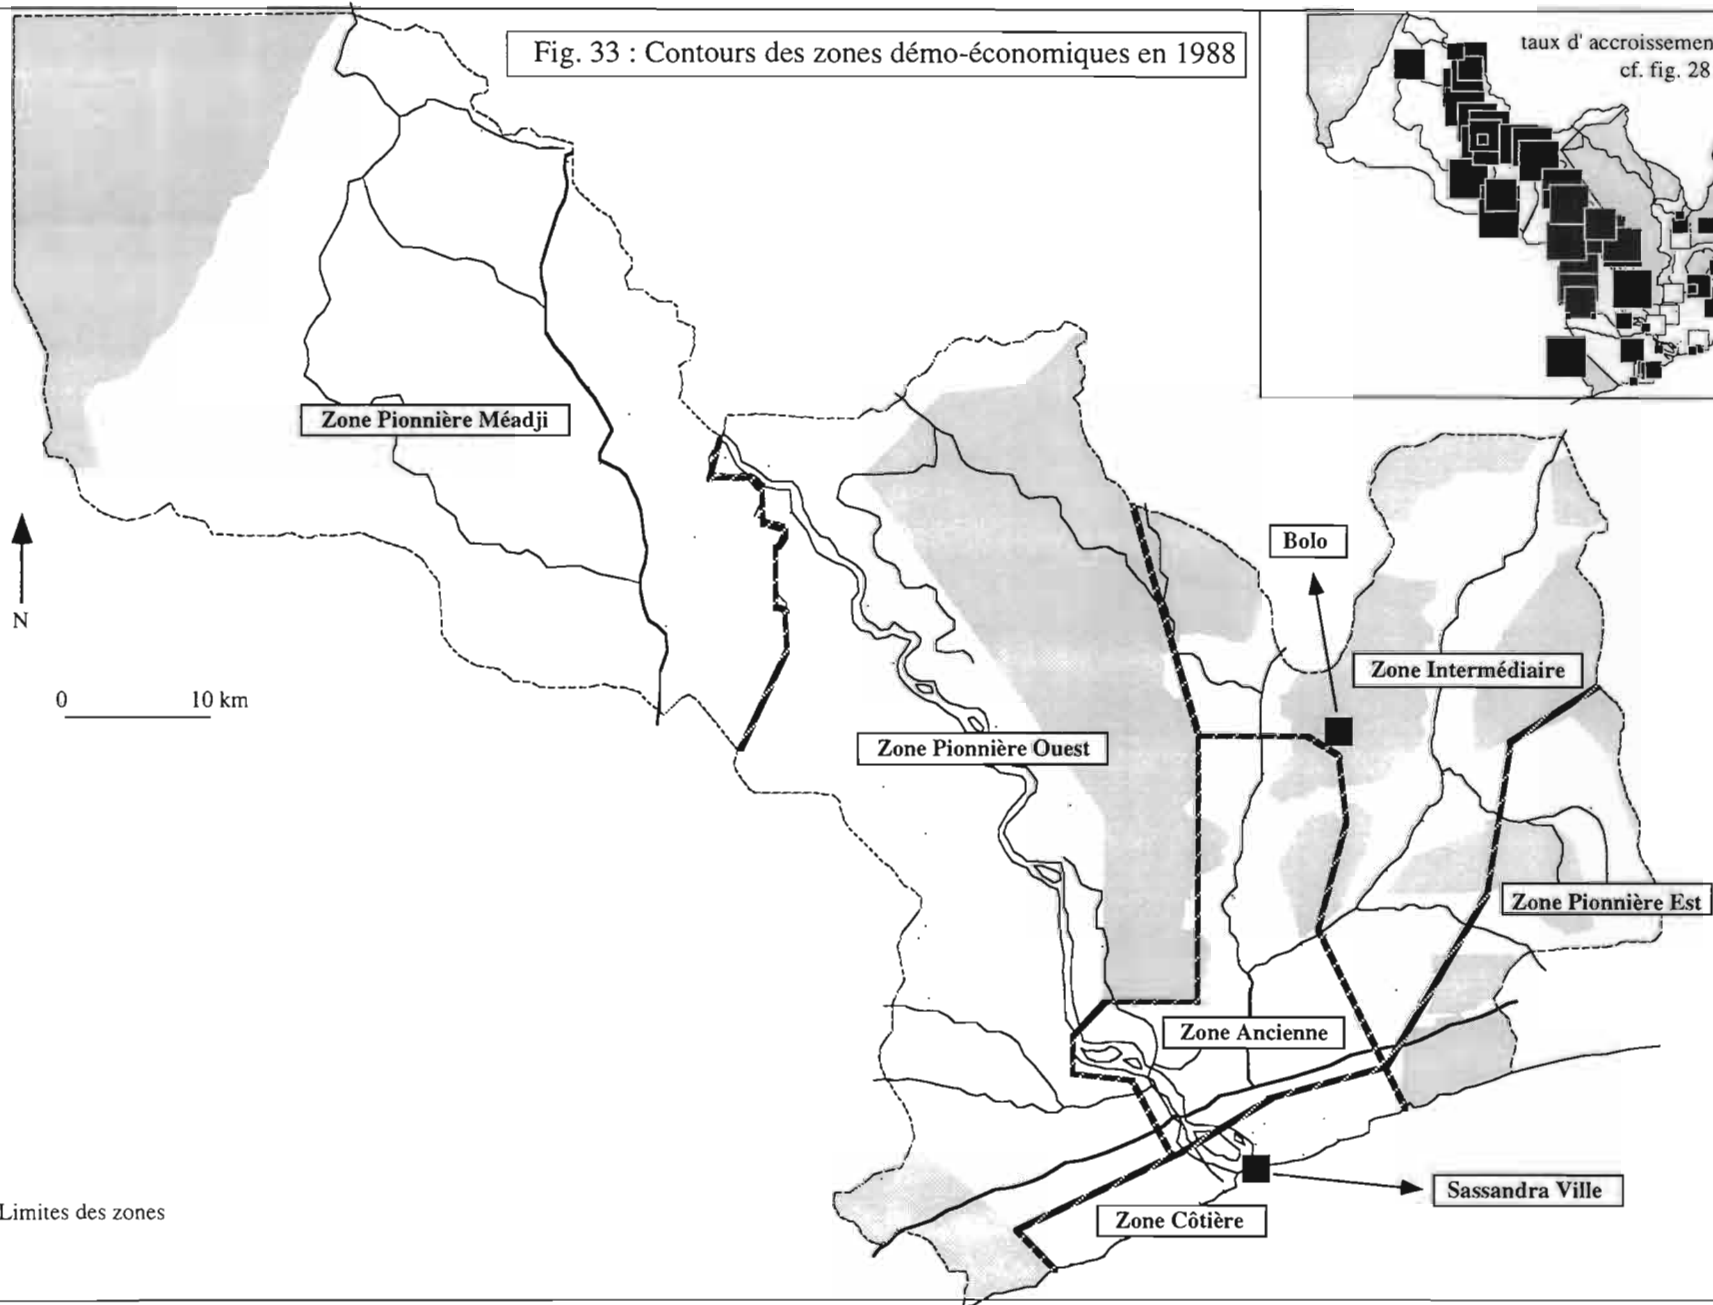 Fig. 33 : Contours des zones démo-économiques en 1988
taux d' accroissemen
cf. fig. 28
Zone Pionnière Méadji
Bolo
N
Zone Intermédiaire
0 10 km
Zone Pionnière Ouest
Zone Pionnière Est
Zone Ancienne
Sassandra Ville
Limites des zones
Zone Côtière